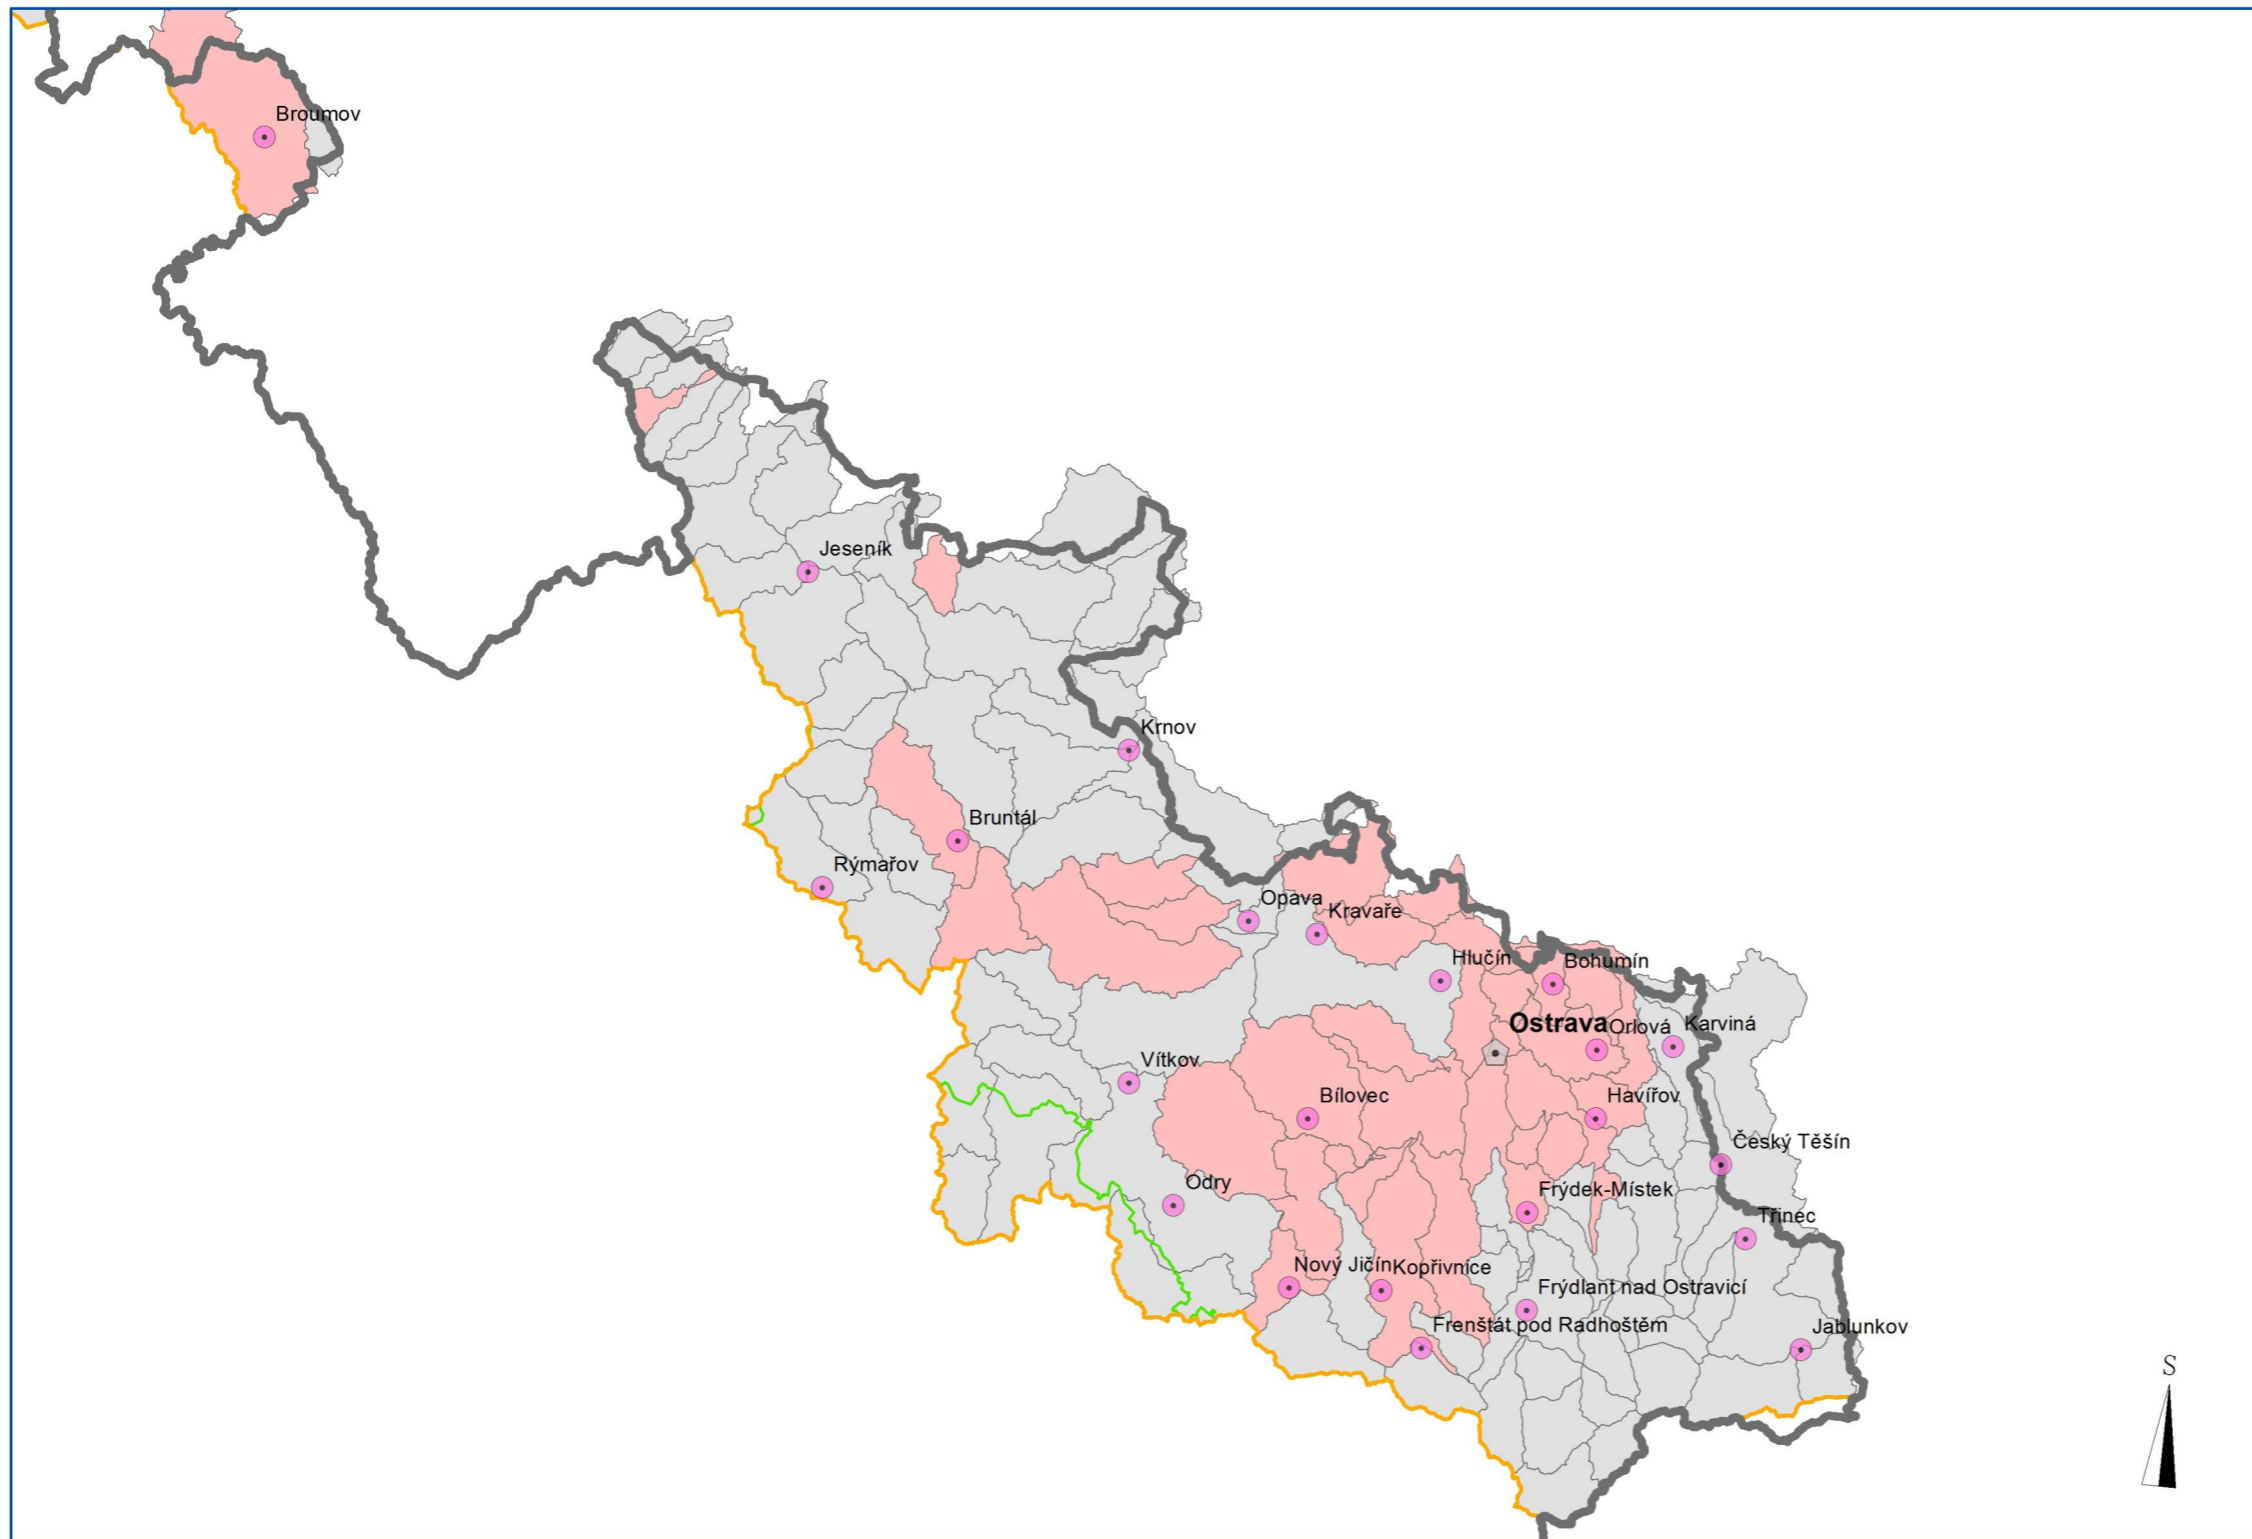 Broumov
Jeseník
Krnov
Bruntál
Rýmařov
Opava
Kravaře
Hlučín
Bohumín
Ostrava
Orlová
Karviná
Vítkov
Bílovec
Havířov
Český Těšín
Odry
Frýdek-Místek
Třinec
Nový Jičín
Kopřivnice
Frýdlant nad Ostravicí
Frenštát pod Radhoštěm
Jablunkov
S